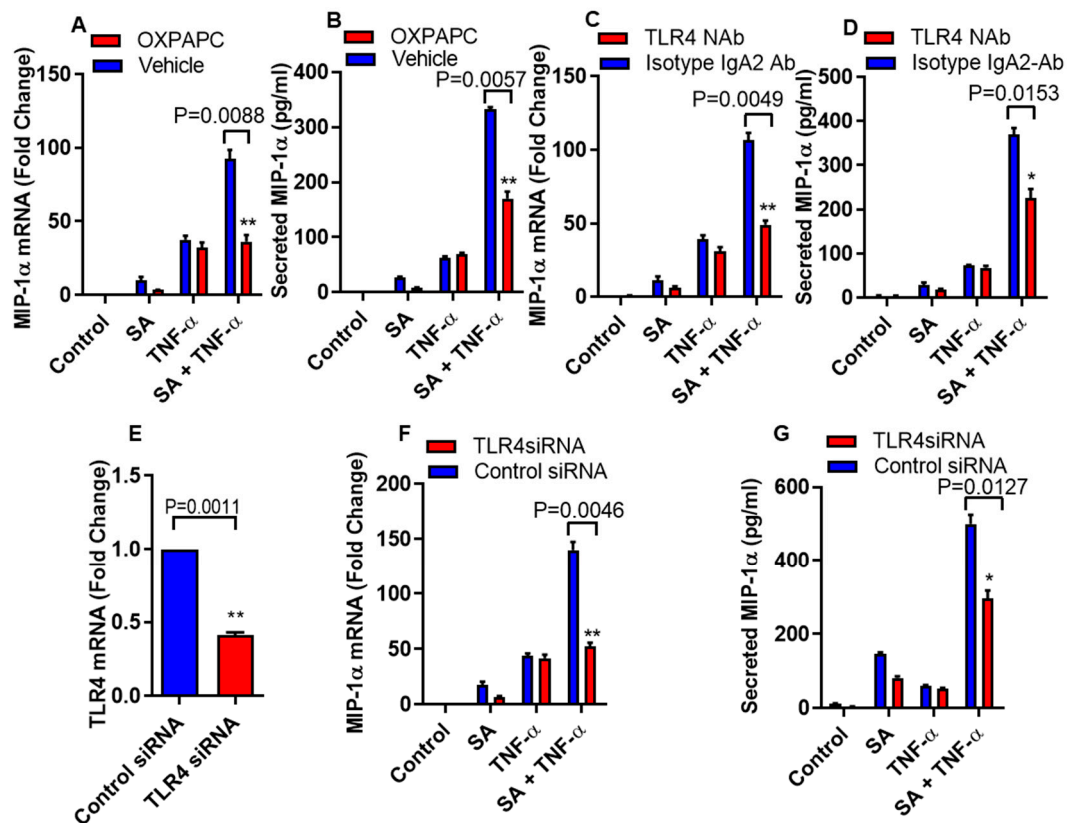 A
OXPAPC
Vehicle
MIP-1α mRNA (Fold Change)
150
100
50
0
P=0.0088
**
Control
SA
TNF-α
SA + TNF-α
B
OXPAPC
Vehicle
Secreted MIP-1α (pg/ml)
400
300
200
100
0
P=0.0057
**
Control
SA
TNF-α
SA + TNF-α
C
TLR4 NAb
Isotype IgA2 Ab
MIP-1α mRNA (Fold Change)
150
100
50
0
P=0.0049
**
Control
SA
TNF-α
SA + TNF-α
D
TLR4 NAb
Isotype IgA2-Ab
Secreted MIP-1α (pg/ml)
500
400
300
200
100
0
P=0.0153
*
Control
SA
TNF-α
SA + TNF-α
E
TLR4 mRNA (Fold Change)
1.5
1.0
0.5
0.0
P=0.0011
**
Control siRNA
TLR4 siRNA
F
TLR4siRNA
Control siRNA
MIP-1α mRNA (Fold Change)
200
150
100
50
0
P=0.0046
**
Control
SA
TNF-α
SA + TNF-α
G
TLR4siRNA
Control siRNA
Secreted MIP-1α (pg/ml)
600
400
200
0
P=0.0127
*
Control
SA
TNF-α
SA + TNF-α